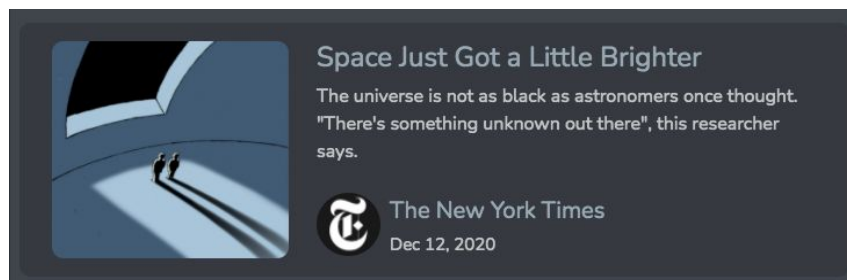 Space Just Got a Little Brighter
The universe is not as black as astronomers once thought.
"There's something unknown out there", this researcher
says.
The New York Times
Dec 12, 2020